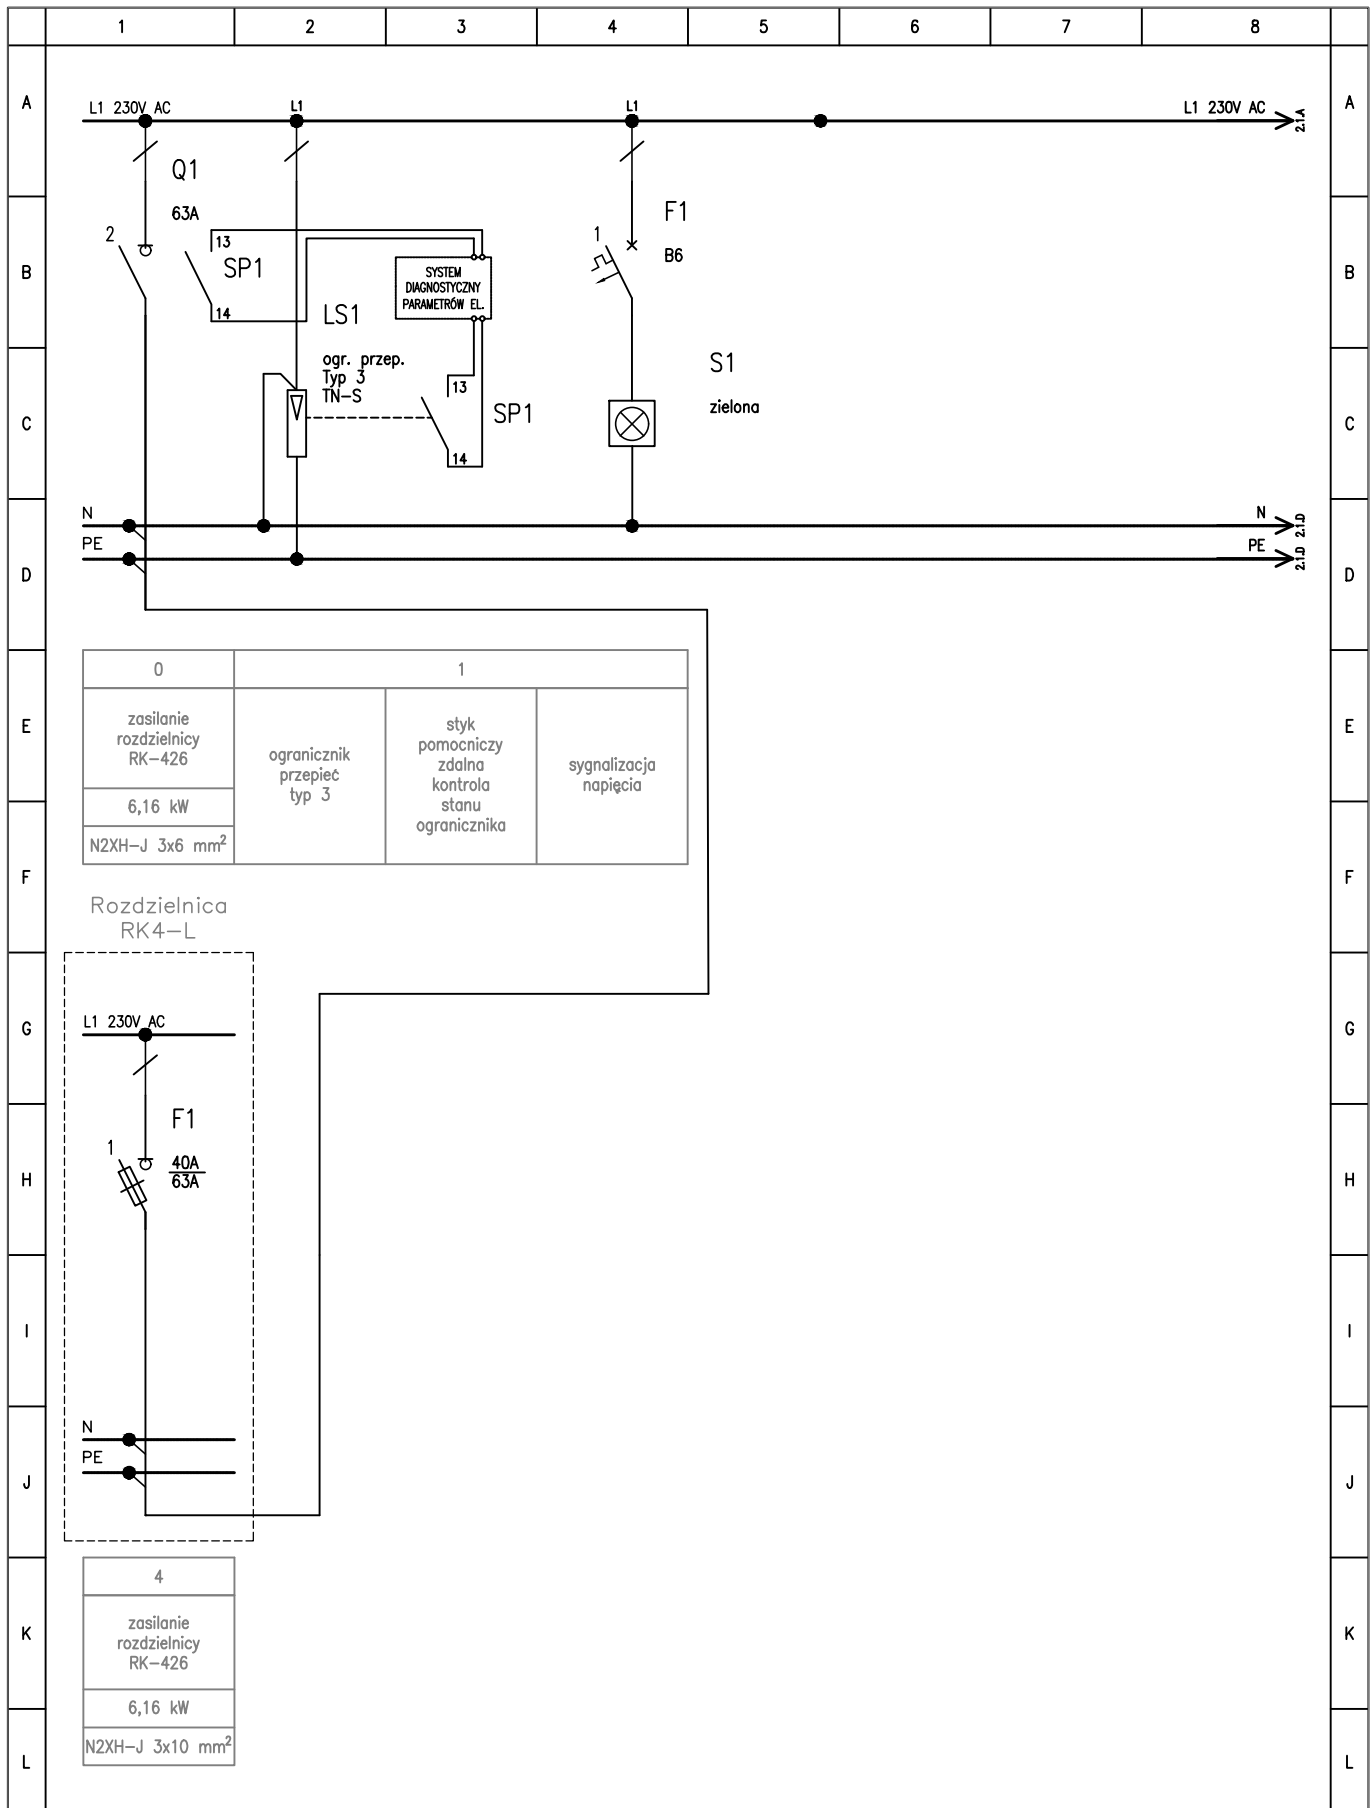 1 2 3 4 5 6 7 8
A A
L1 230V AC L1 L1 L1 230V AC 2.1.A
Q1
63A
F1
B6
2
13
SP1
14
1
B B
SYSTEM
DIAGNOSTYCZNY
PARAMETRÓW EL.
LS1
ogr. przep.
Typ 3
TN-S
13
SP1
14
S1
zielona
C C
N N 2.1.D
PE PE 2.1.D
D D
0 1
zasilanie
rozdzielnicy
RK-426
6,16 kW
N2XH-J 3x6 mm²
ogranicznik
przepieć
typ 3
styk
pomocniczy
zdalna
kontrola
stanu
ogranicznika
sygnalizacja
napięcia
E E
F F
Rozdzielnica
RK4-L
L1 230V AC
G G
F1
1
40A
63A
H H
I I
N
PE
J J
4
zasilanie
rozdzielnicy
RK-426
6,16 kW
N2XH-J 3x10 mm²
K K
L L